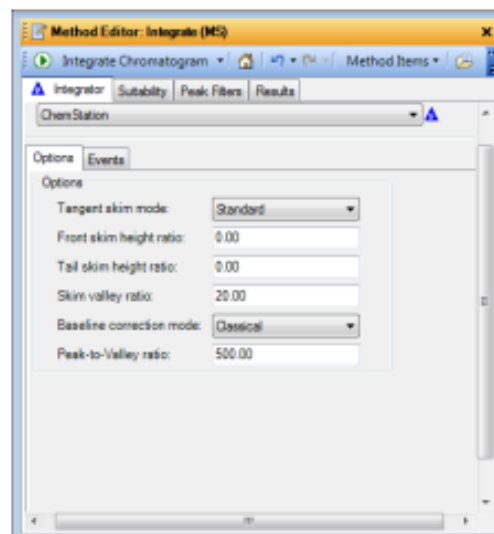 Method Editor: Integrate (MS)
Integrate Chromatogram Method Items
Integrator Suitability Peak Filters Results
ChemStation
Options Events
Options
Tangent skim mode: Standard
Front skim height ratio: 0.00
Tail skim height ratio: 0.00
Skim valley ratio: 20.00
Baseline correction mode: Classical
Peak-to-Valley ratio: 500.00